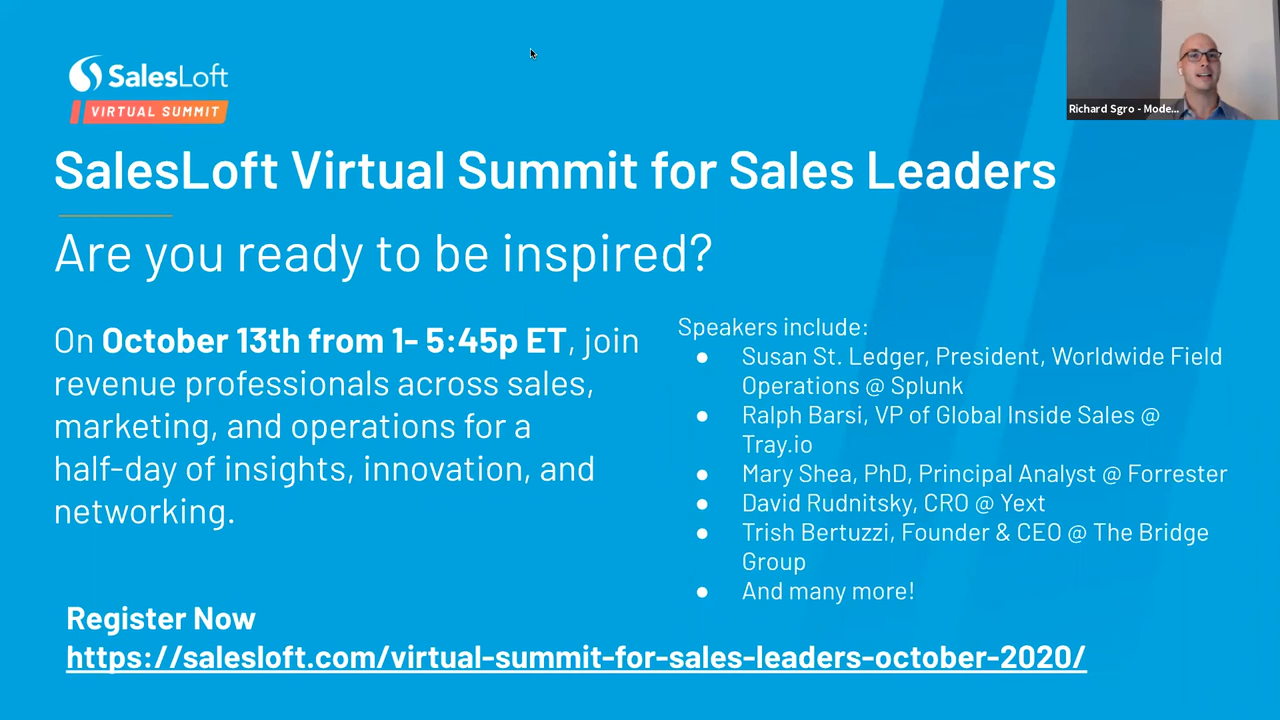 SalesLoft
VIRTUAL SUMMIT
Richard Sgro - Mode...
SalesLoft Virtual Summit for Sales Leaders
Are you ready to be inspired?
On October 13th from 1- 5:45p ET, join
revenue professionals across sales,
marketing, and operations for a
half-day of insights, innovation, and
networking.
Speakers include:
● Susan St. Ledger, President, Worldwide Field
Operations @ Splunk
● Ralph Barsi, VP of Global Inside Sales @
Tray.io
● Mary Shea, PhD, Principal Analyst @ Forrester
● David Rudnitsky, CRO @ Yext
● Trish Bertuzzi, Founder & CEO @ The Bridge
Group
● And many more!
Register Now
https://salesloft.com/virtual-summit-for-sales-leaders-october-2020/